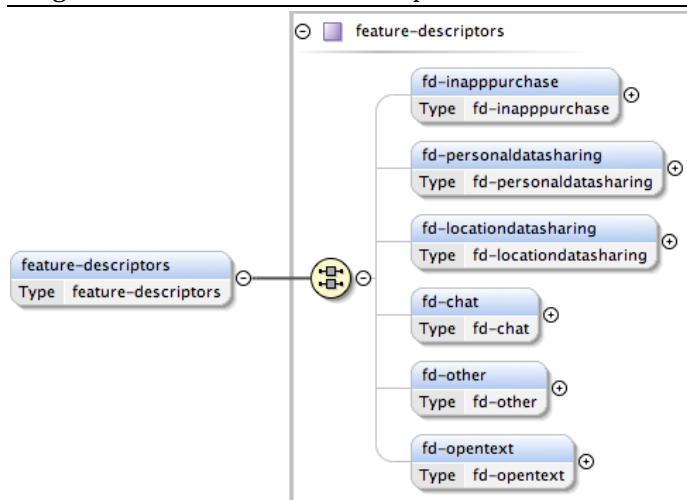 feature-descriptors
fd-inapppurchase
Type fd-inapppurchase
fd-personaldatasharing
Type fd-personaldatasharing
fd-locationdatasharing
Type fd-locationdatasharing
feature-descriptors
Type feature-descriptors
fd-chat
Type fd-chat
fd-other
Type fd-other
fd-opentext
Type fd-opentext